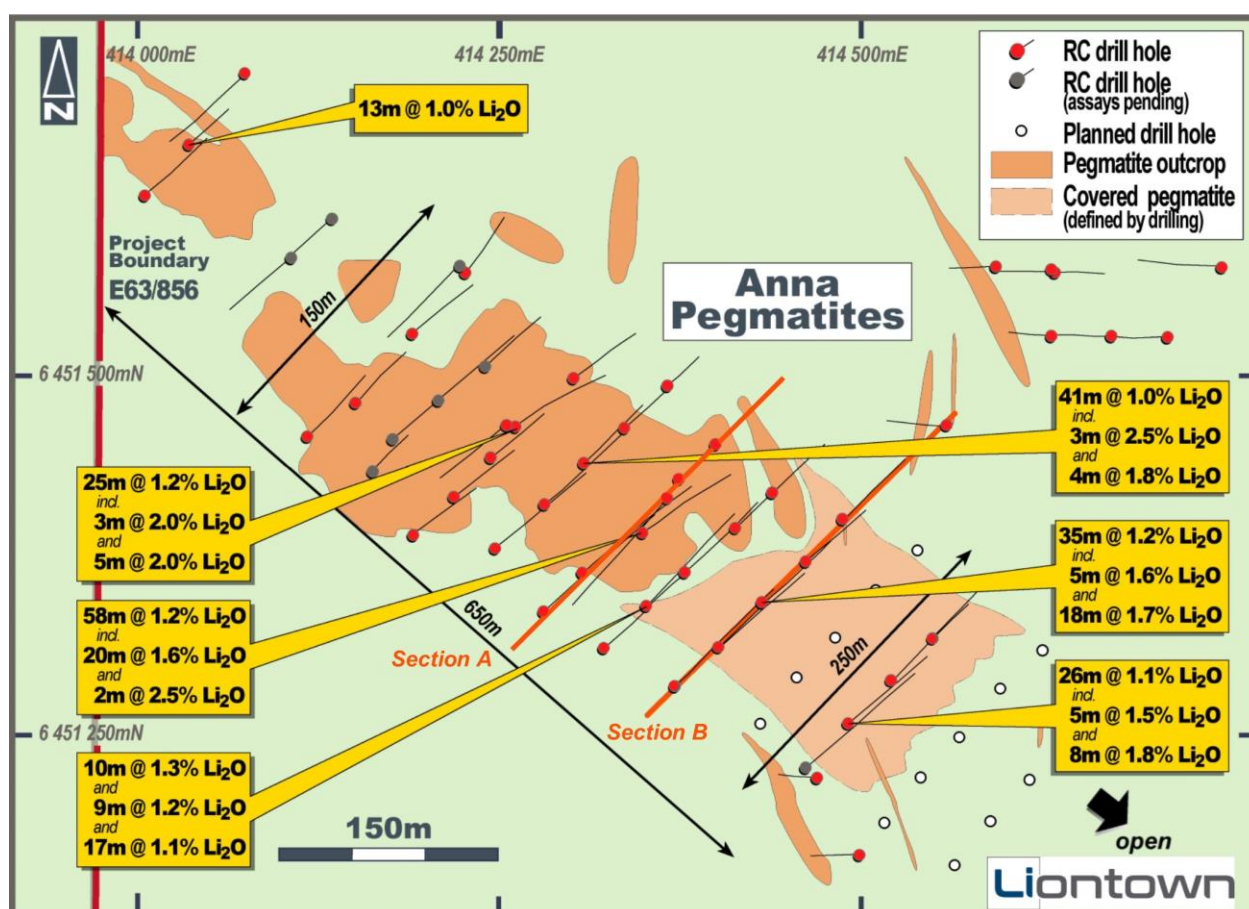 414 000mE
414 250mE
414 500mE
N
13m @ 1.0% Li₂O
RC drill hole
RC drill hole
(assays pending)
Planned drill hole
Pegmatite outcrop
Covered pegmatite
(defined by drilling)
Project
Boundary
E63/856
150m
Anna
Pegmatites
6 451 500mN
41m @ 1.0% Li₂O
incl.
3m @ 2.5% Li₂O
and
4m @ 1.8% Li₂O
25m @ 1.2% Li₂O
incl.
3m @ 2.0% Li₂O
and
5m @ 2.0% Li₂O
35m @ 1.2% Li₂O
incl.
5m @ 1.6% Li₂O
and
18m @ 1.7% Li₂O
58m @ 1.2% Li₂O
incl.
20m @ 1.6% Li₂O
and
2m @ 2.5% Li₂O
650m
Section A
250m
Section B
26m @ 1.1% Li₂O
incl.
5m @ 1.5% Li₂O
and
8m @ 1.8% Li₂O
6 451 250mN
10m @ 1.3% Li₂O
and
9m @ 1.2% Li₂O
and
17m @ 1.1% Li₂O
150m
open
Liontown